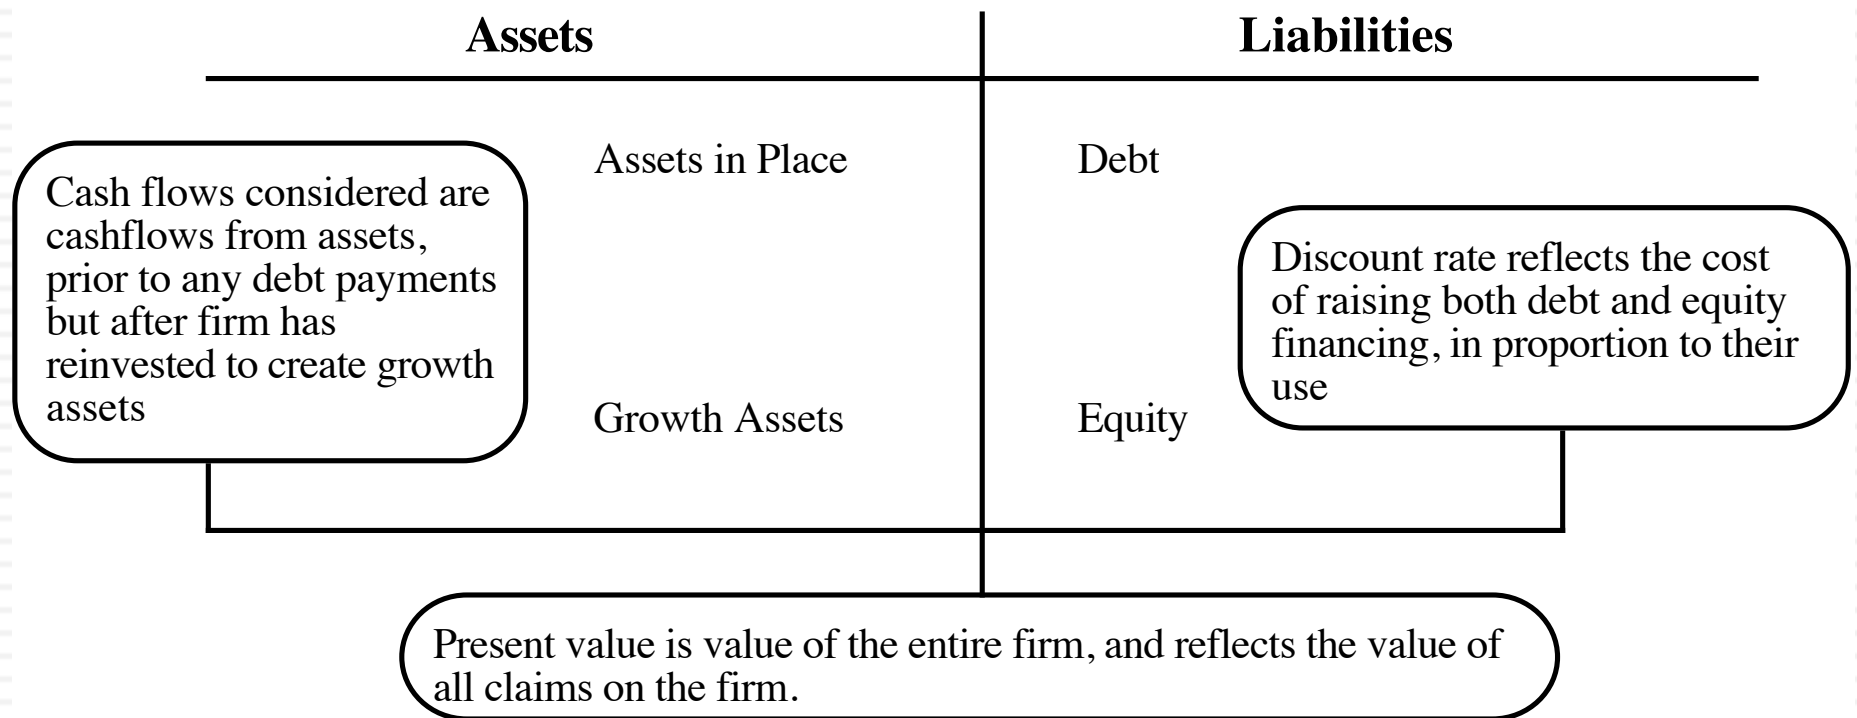 Assets
Liabilities
Assets in Place
Debt
Cash flows considered are
cashflows from assets,
prior to any debt payments
but after firm has
reinvested to create growth
assets
Discount rate reflects the cost
of raising both debt and equity
financing, in proportion to their
use
Growth Assets
Equity
Present value is value of the entire firm, and reflects the value of
all claims on the firm.